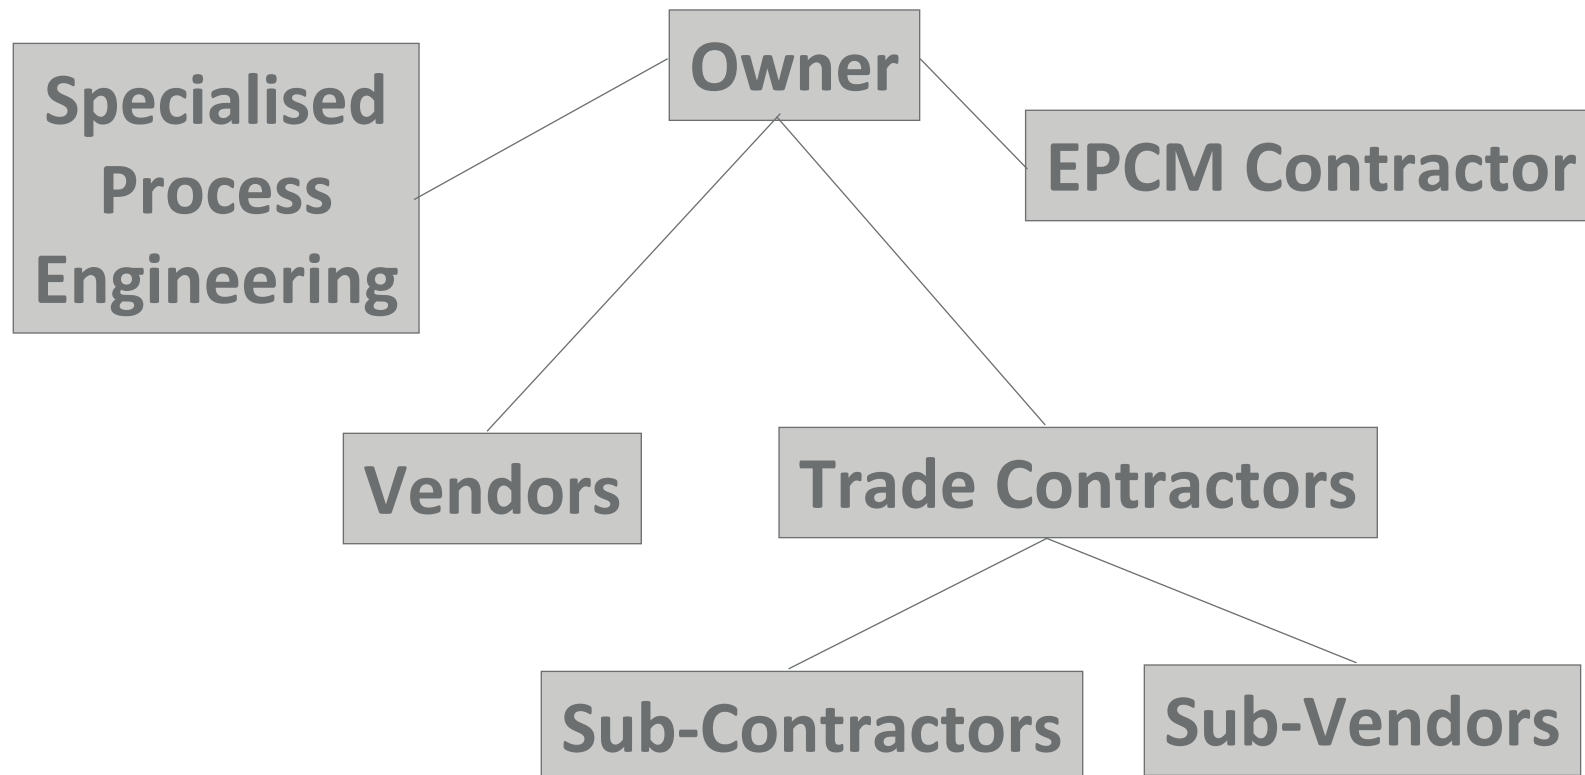 Owner
Specialised
Process
Engineering
EPCM Contractor
Vendors
Trade Contractors
Sub-Contractors
Sub-Vendors